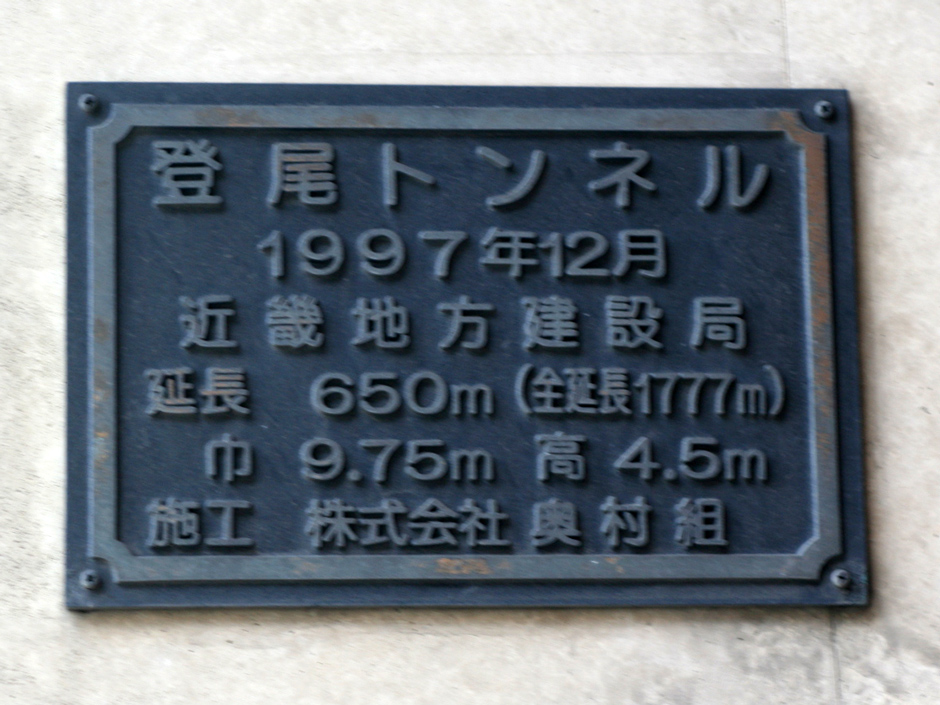 登尾トンネル
1997年12月
近畿地方建設局
延長 650m (全延長1777m)
巾 9.75m 高 4.5m
施工 株式会社 奥村組